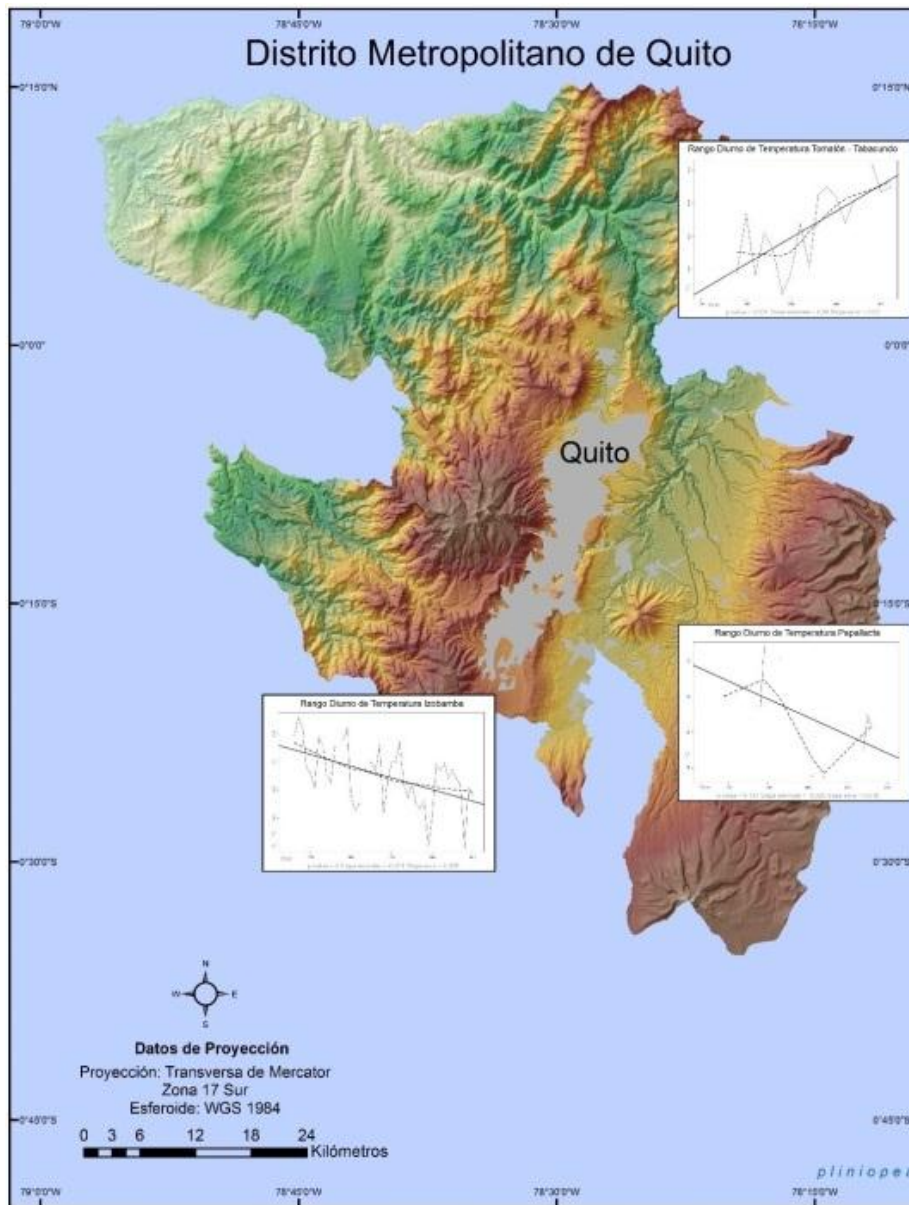 79°0'0"W
78°45'0"W
78°30'0"W
78°15'0"W
Distrito Metropolitano de Quito
0°15'0"N
0°15'0"N
Rango Diurno de Temperatura Tomalón - Tabacundo
0°0'0"
0°0'0"
Quito
0°15'0"S
0°15'0"S
Rango Diurno de Temperatura Papallacta
Rango Diurno de Temperatura Izobamba
0°30'0"S
0°30'0"S
N
W
E
S
Datos de Proyección
Proyección: Transversa de Mercator
Zona 17 Sur
Esferoide: WGS 1984
0 3 6 12 18 24
Kilómetros
0°45'0"S
0°45'0"S
79°0'0"W
78°45'0"W
78°30'0"W
78°15'0"W